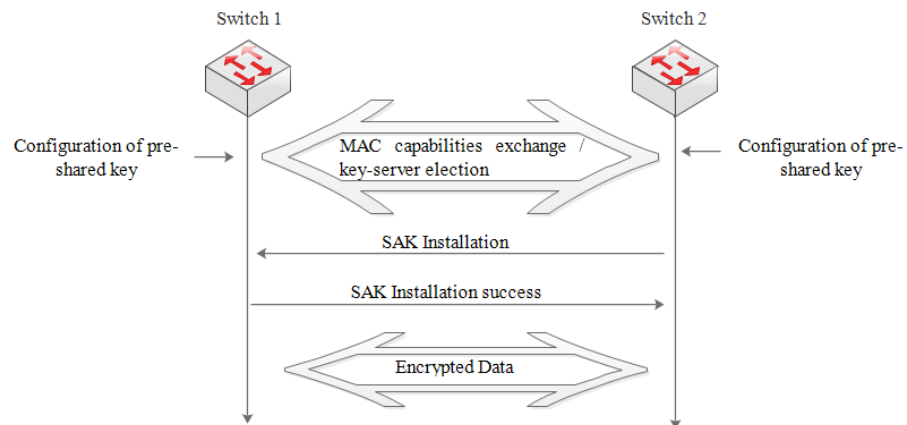 Switch 1
Switch 2
Configuration of pre-
shared key
MAC capabilities exchange /
key-server election
Configuration of pre-
shared key
SAK Installation
SAK Installation success
Encrypted Data